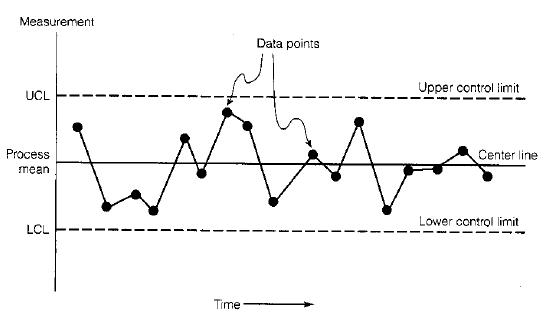 Measurement
Data points
UCL
Upper control limit
Process
mean
Center line
Lower control limit
LCL
Time